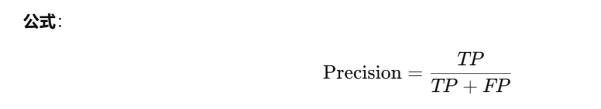 公式:
Precision = TP / (TP + FP)